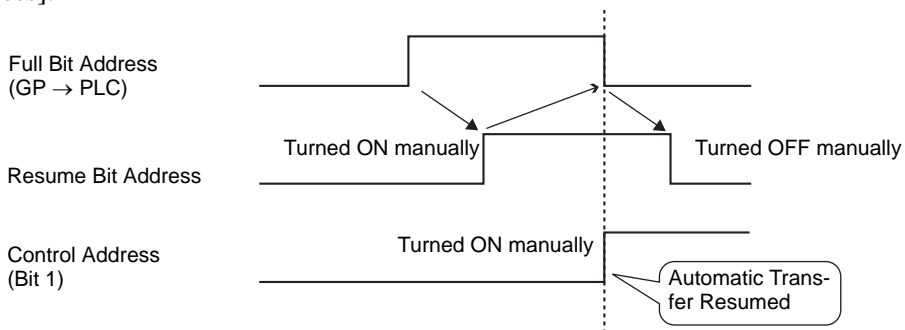 Full Bit Address
(GP → PLC)
Turned ON manually
Turned OFF manually
Resume Bit Address
Control Address
(Bit 1)
Turned ON manually
Automatic Trans-
fer Resumed